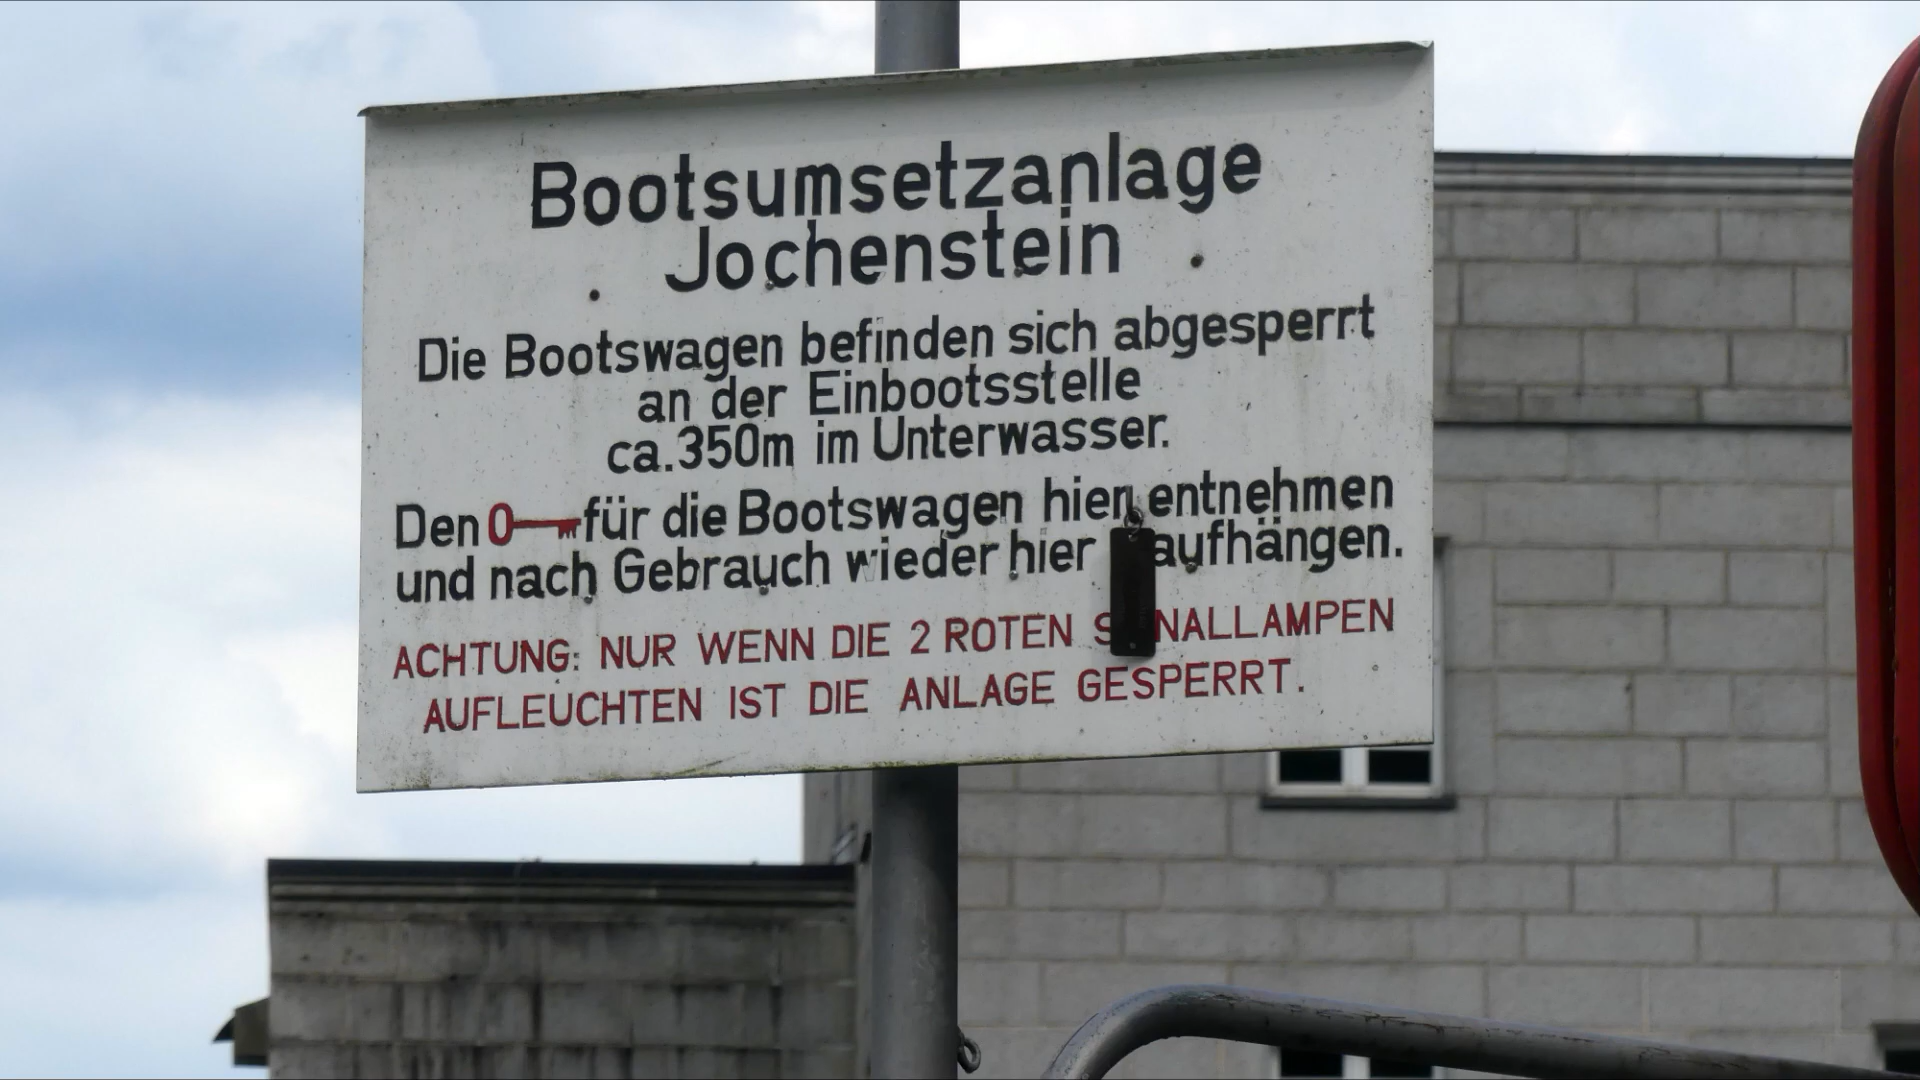 Bootsumsetzanlage
Jochenstein
Die Bootswagen befinden sich abgesperrt
an der Einbootsstelle
ca.350m im Unterwasser.
Den für die Bootswagen hier entnehmen
und nach Gebrauch wieder hier aufhängen.
ACHTUNG: NUR WENN DIE 2 ROTEN SIGNALLAMPEN
AUFLEUCHTEN IST DIE ANLAGE GESPERRT.